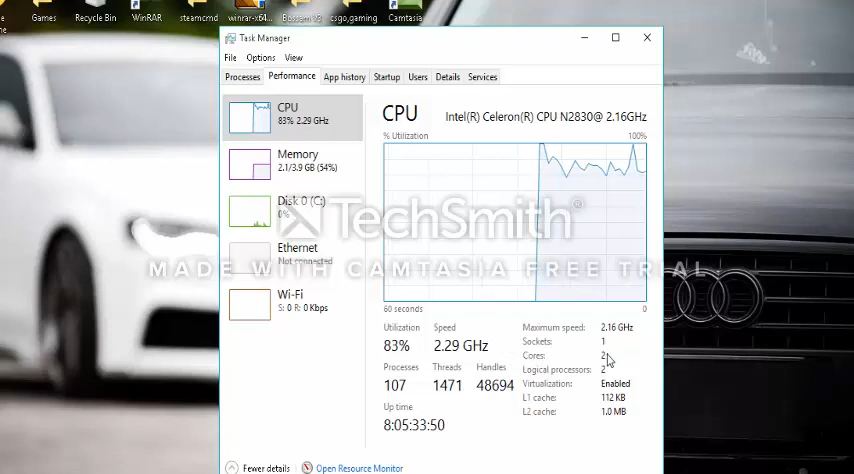 Games
Recycle Bin
WinRAR
steamcmd
winrar-x64...
csgo,gaming
Camtasia
Task Manager
File Options View
Processes Performance App history Startup Users Details Services
CPU
83% 2.29 GHz
Memory
2.1/3.9 GB (54%)
Disk 0 (C:)
0%
Ethernet
Not connected
Wi-Fi
S: 0 R: 0 Kbps
CPU Intel(R) Celeron(R) CPU N2830@ 2.16GHz
% Utilization 100%
60 seconds 0
Utilization Speed
83% 2.29 GHz
Processes Threads Handles
107 1471 48694
Up time
8:05:33:50
Maximum speed: 2.16 GHz
Sockets: 1
Cores: 2
Logical processors: 2
Virtualization: Enabled
L1 cache: 112 KB
L2 cache: 1.0 MB
Fewer details Open Resource Monitor
TechSmith®
MADE WITH CAMTASIA FREE TRIAL